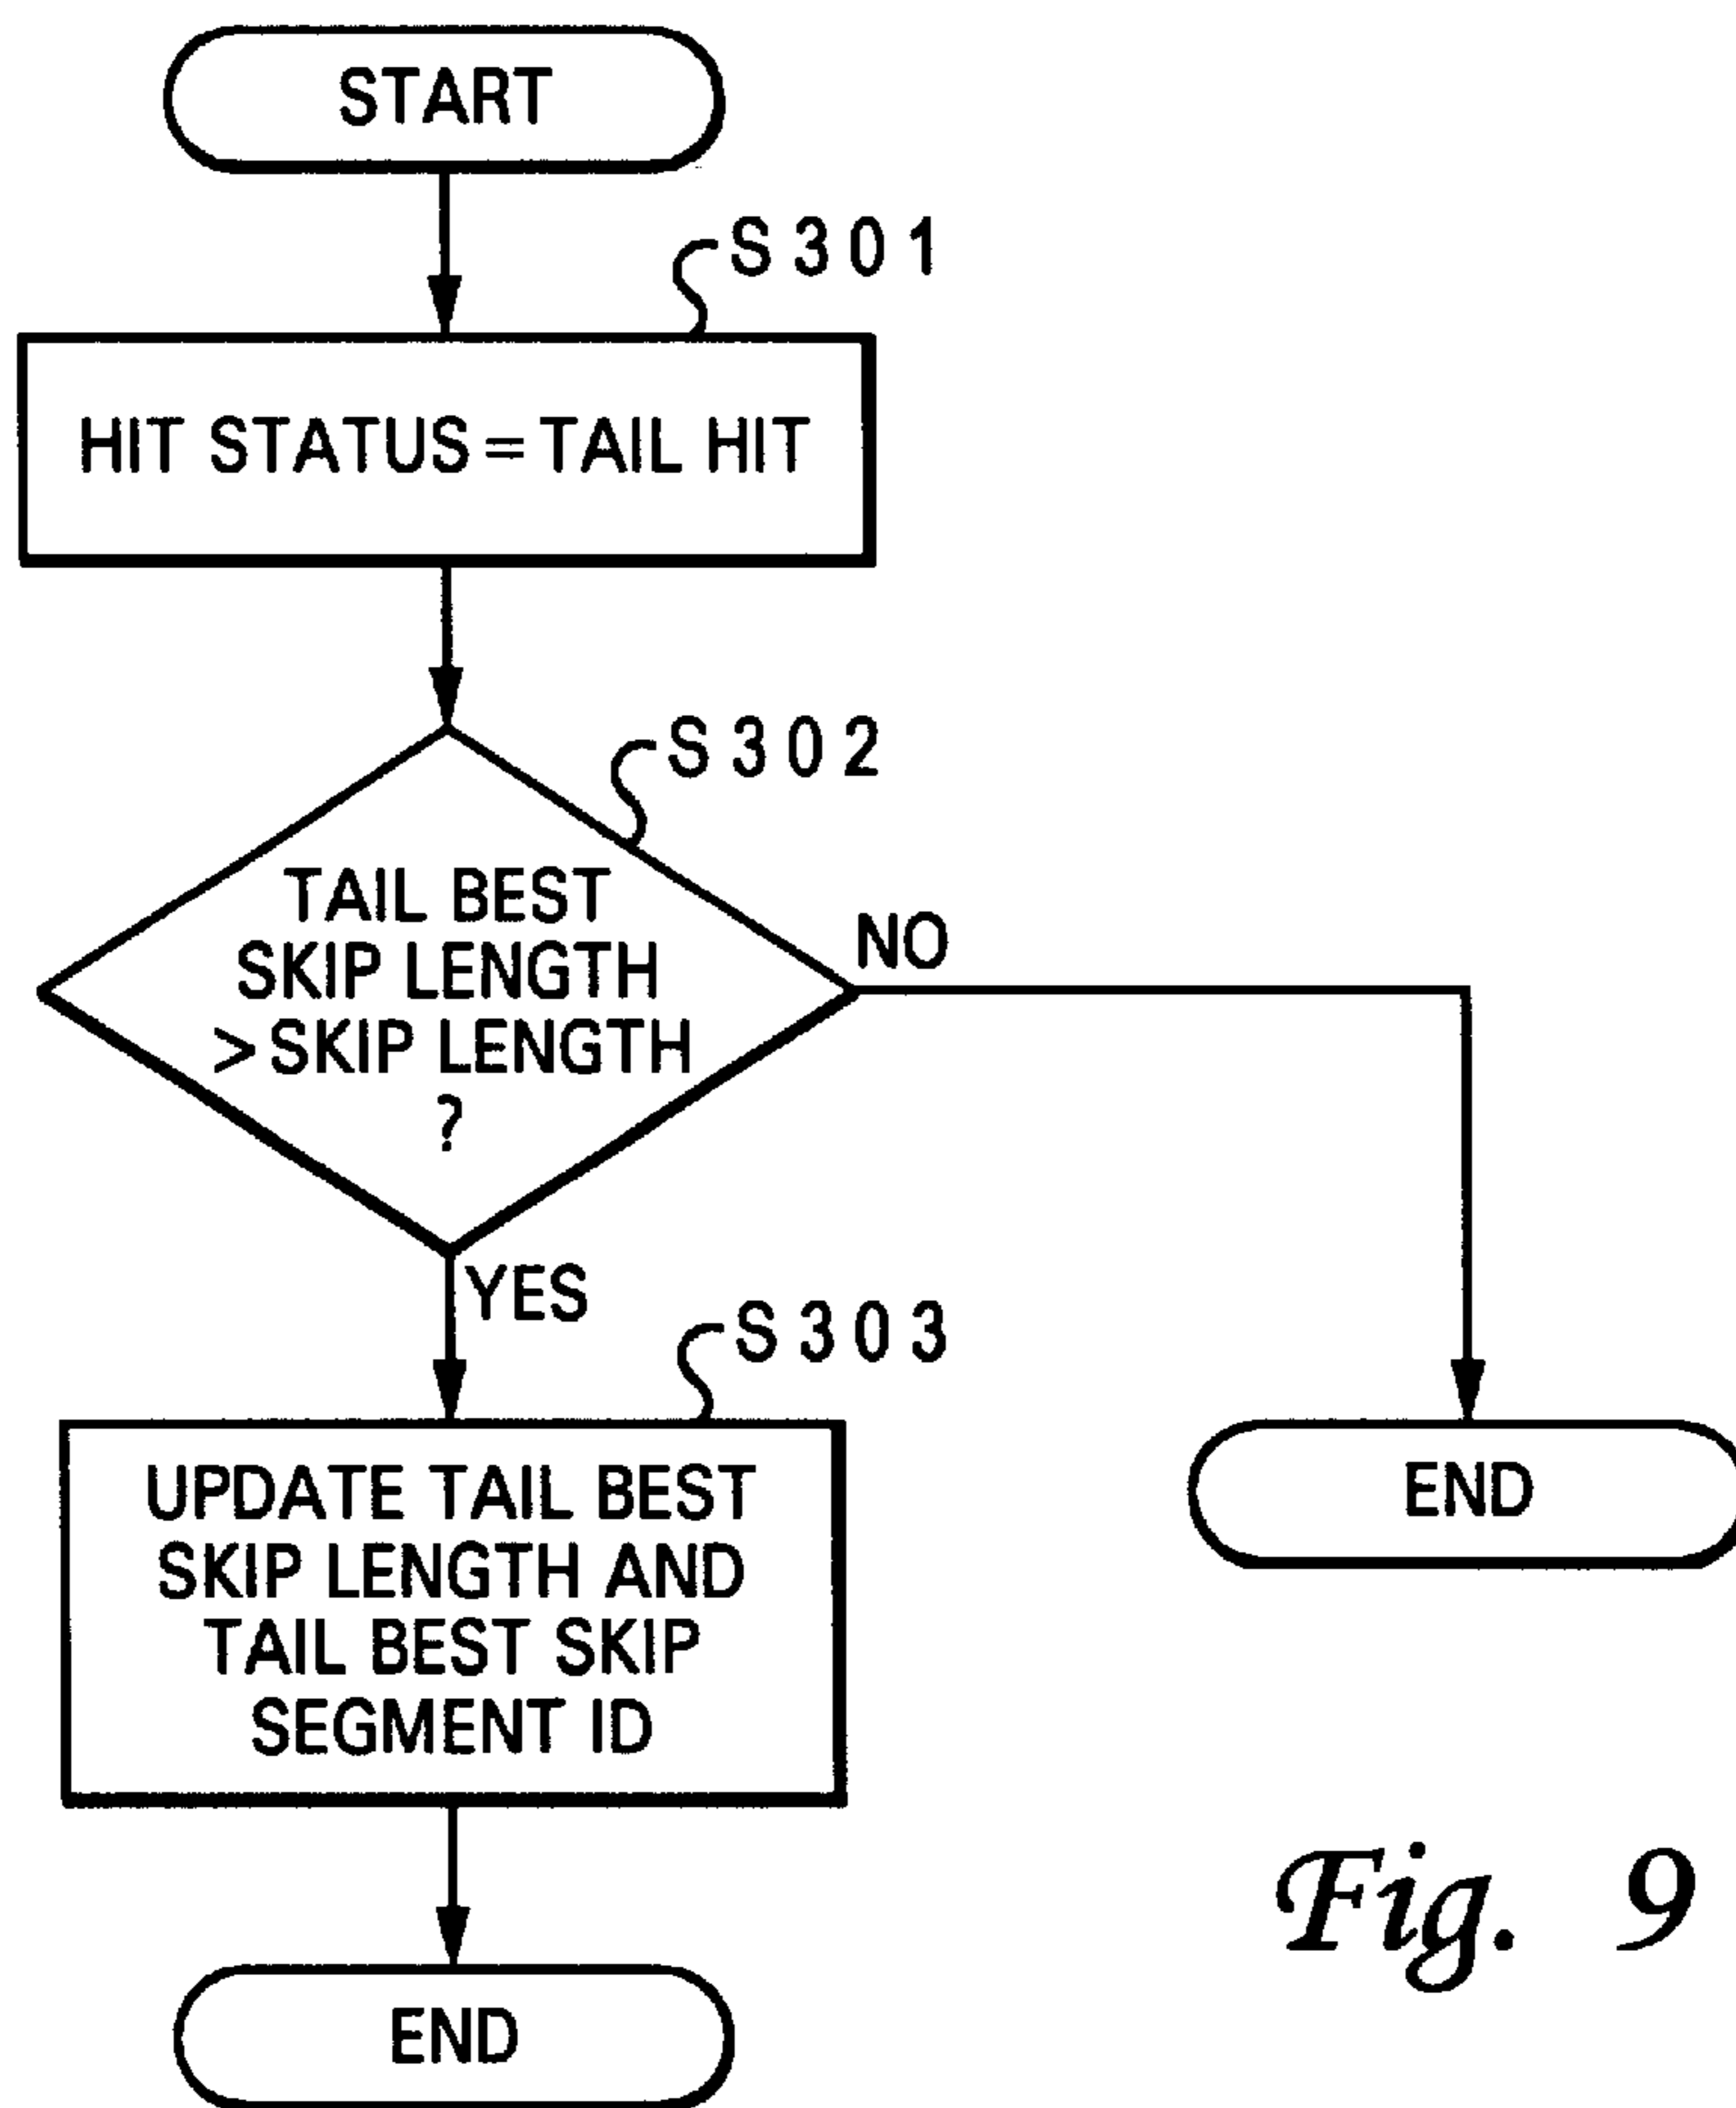 START
S301
HIT STATUS=TAIL HIT
S302
TAIL BEST
SKIP LENGTH
>SKIP LENGTH
?
NO
YES
S303
UPDATE TAIL BEST
SKIP LENGTH AND
TAIL BEST SKIP
SEGMENT ID
END
END
Fig. 9